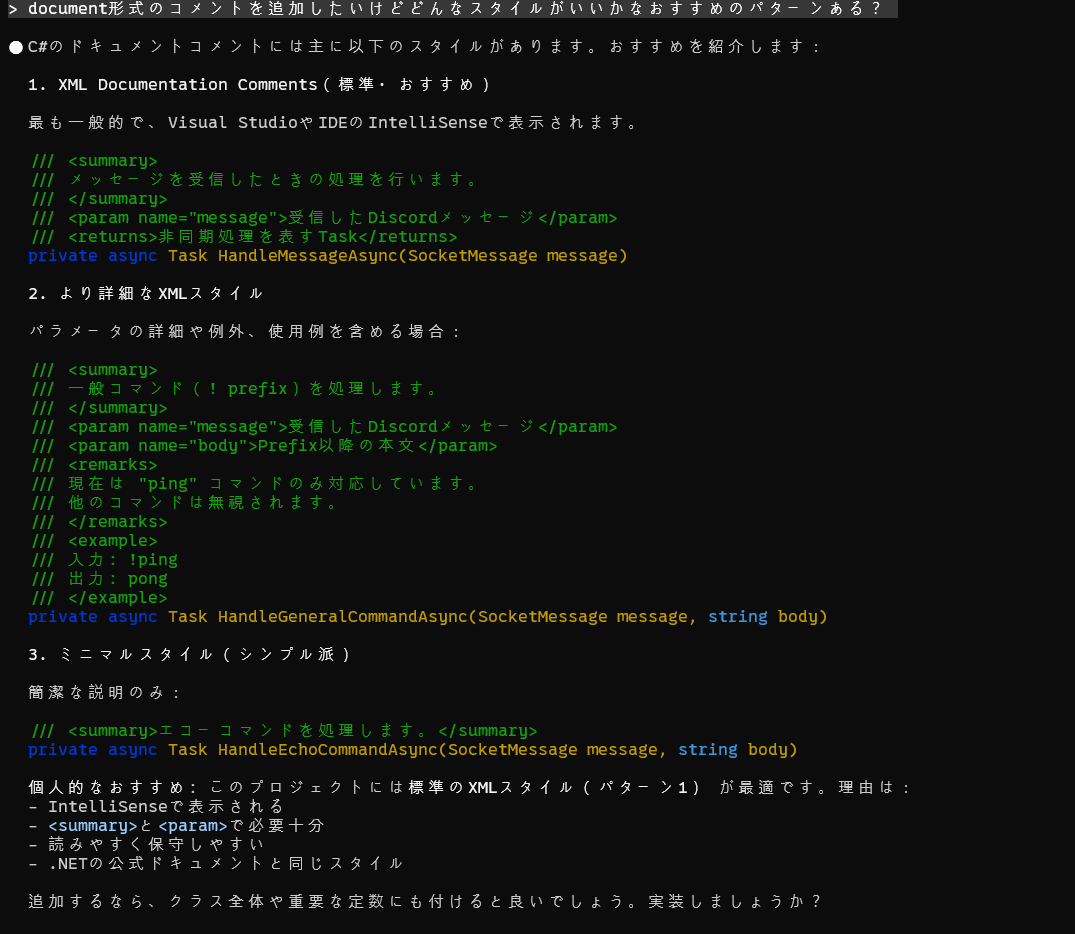 > document形式のコメントを追加したいけどどんなスタイルがいいかなおすすめのパターンある？
● C#のドキュメントコメントには主に以下のスタイルがあります。おすすめを紹介します：
1. XML Documentation Comments（標準・おすすめ）
最も一般的で、Visual StudioやIDEのIntelliSenseで表示されます。
/// <summary>
/// メッセージを受信したときの処理を行います。
/// </summary>
/// <param name="message">受信したDiscordメッセージ</param>
/// <returns>非同期処理を表すTask</returns>
private async Task HandleMessageAsync(SocketMessage message)
2. より詳細なXMLスタイル
パラメータの詳細や例外、使用例を含める場合：
/// <summary>
/// 一般コマンド（! prefix）を処理します。
/// </summary>
/// <param name="message">受信したDiscordメッセージ</param>
/// <param name="body">Prefix以降の本文</param>
/// <remarks>
/// 現在は "ping" コマンドのみ対応しています。
/// 他のコマンドは無視されます。
/// </remarks>
/// <example>
/// 入力: !ping
/// 出力: pong
/// </example>
private async Task HandleGeneralCommandAsync(SocketMessage message, string body)
3. ミニマルスタイル（シンプル派）
簡潔な説明のみ：
/// <summary>エコーコマンドを処理します。</summary>
private async Task HandleEchoCommandAsync(SocketMessage message, string body)
個人的なおすすめ: このプロジェクトには標準のXMLスタイル（パターン1） が最適です。理由は：
- IntelliSenseで表示される
- <summary>と<param>で必要十分
- 読みやすく保守しやすい
- .NETの公式ドキュメントと同じスタイル
追加するなら、クラス全体や重要な定数にも付けると良いでしょう。実装しましょうか？